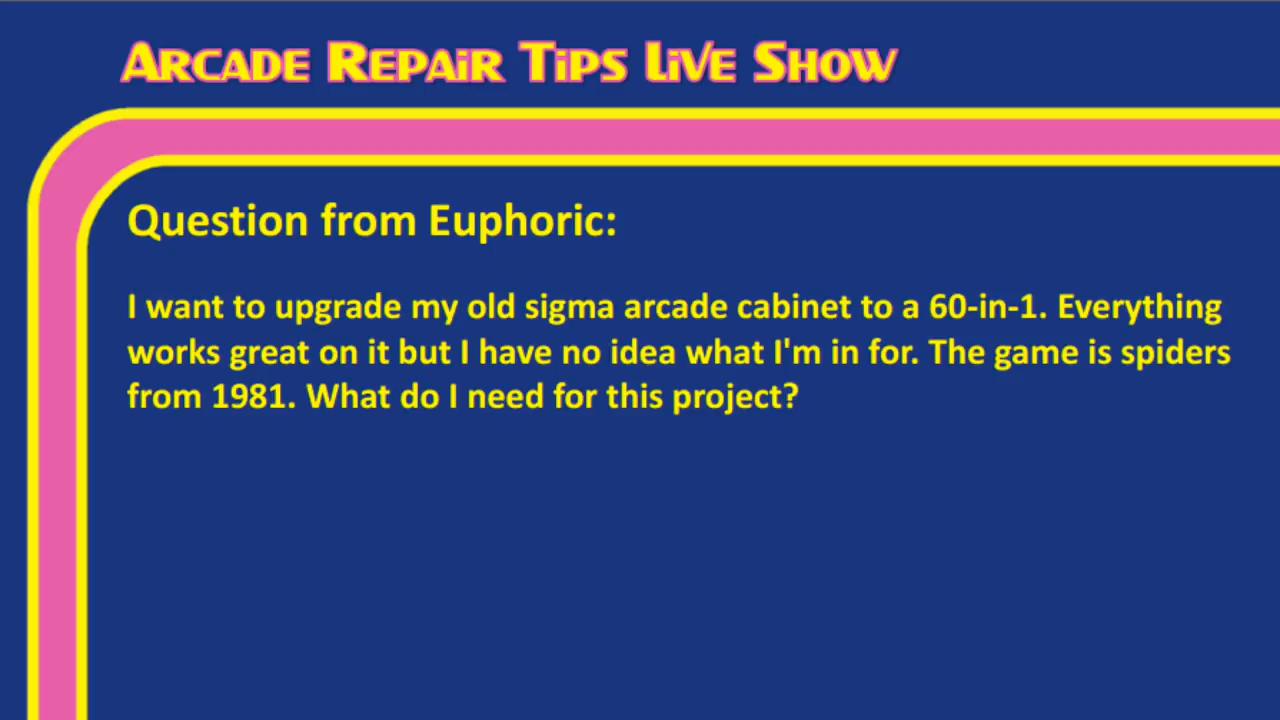 Arcade Repair Tips Live Show
Question from Euphoric:
I want to upgrade my old sigma arcade cabinet to a 60-in-1. Everything
works great on it but I have no idea what I'm in for. The game is spiders
from 1981. What do I need for this project?